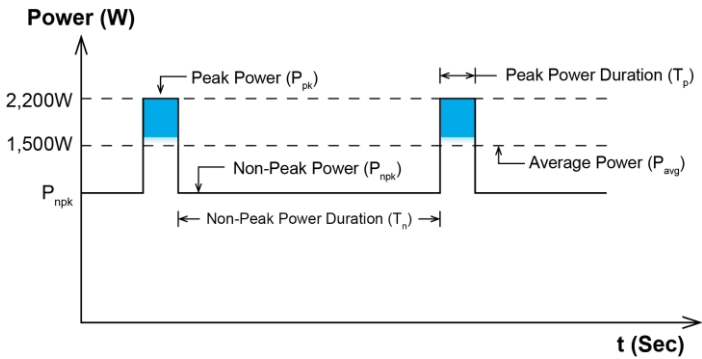 Power (W)
Peak Power (Ppk)
Peak Power Duration (Tp)
2,200W
1,500W
Non-Peak Power (Pnpk)
Average Power (Pavg)
Pnpk
Non-Peak Power Duration (Tn)
t (Sec)